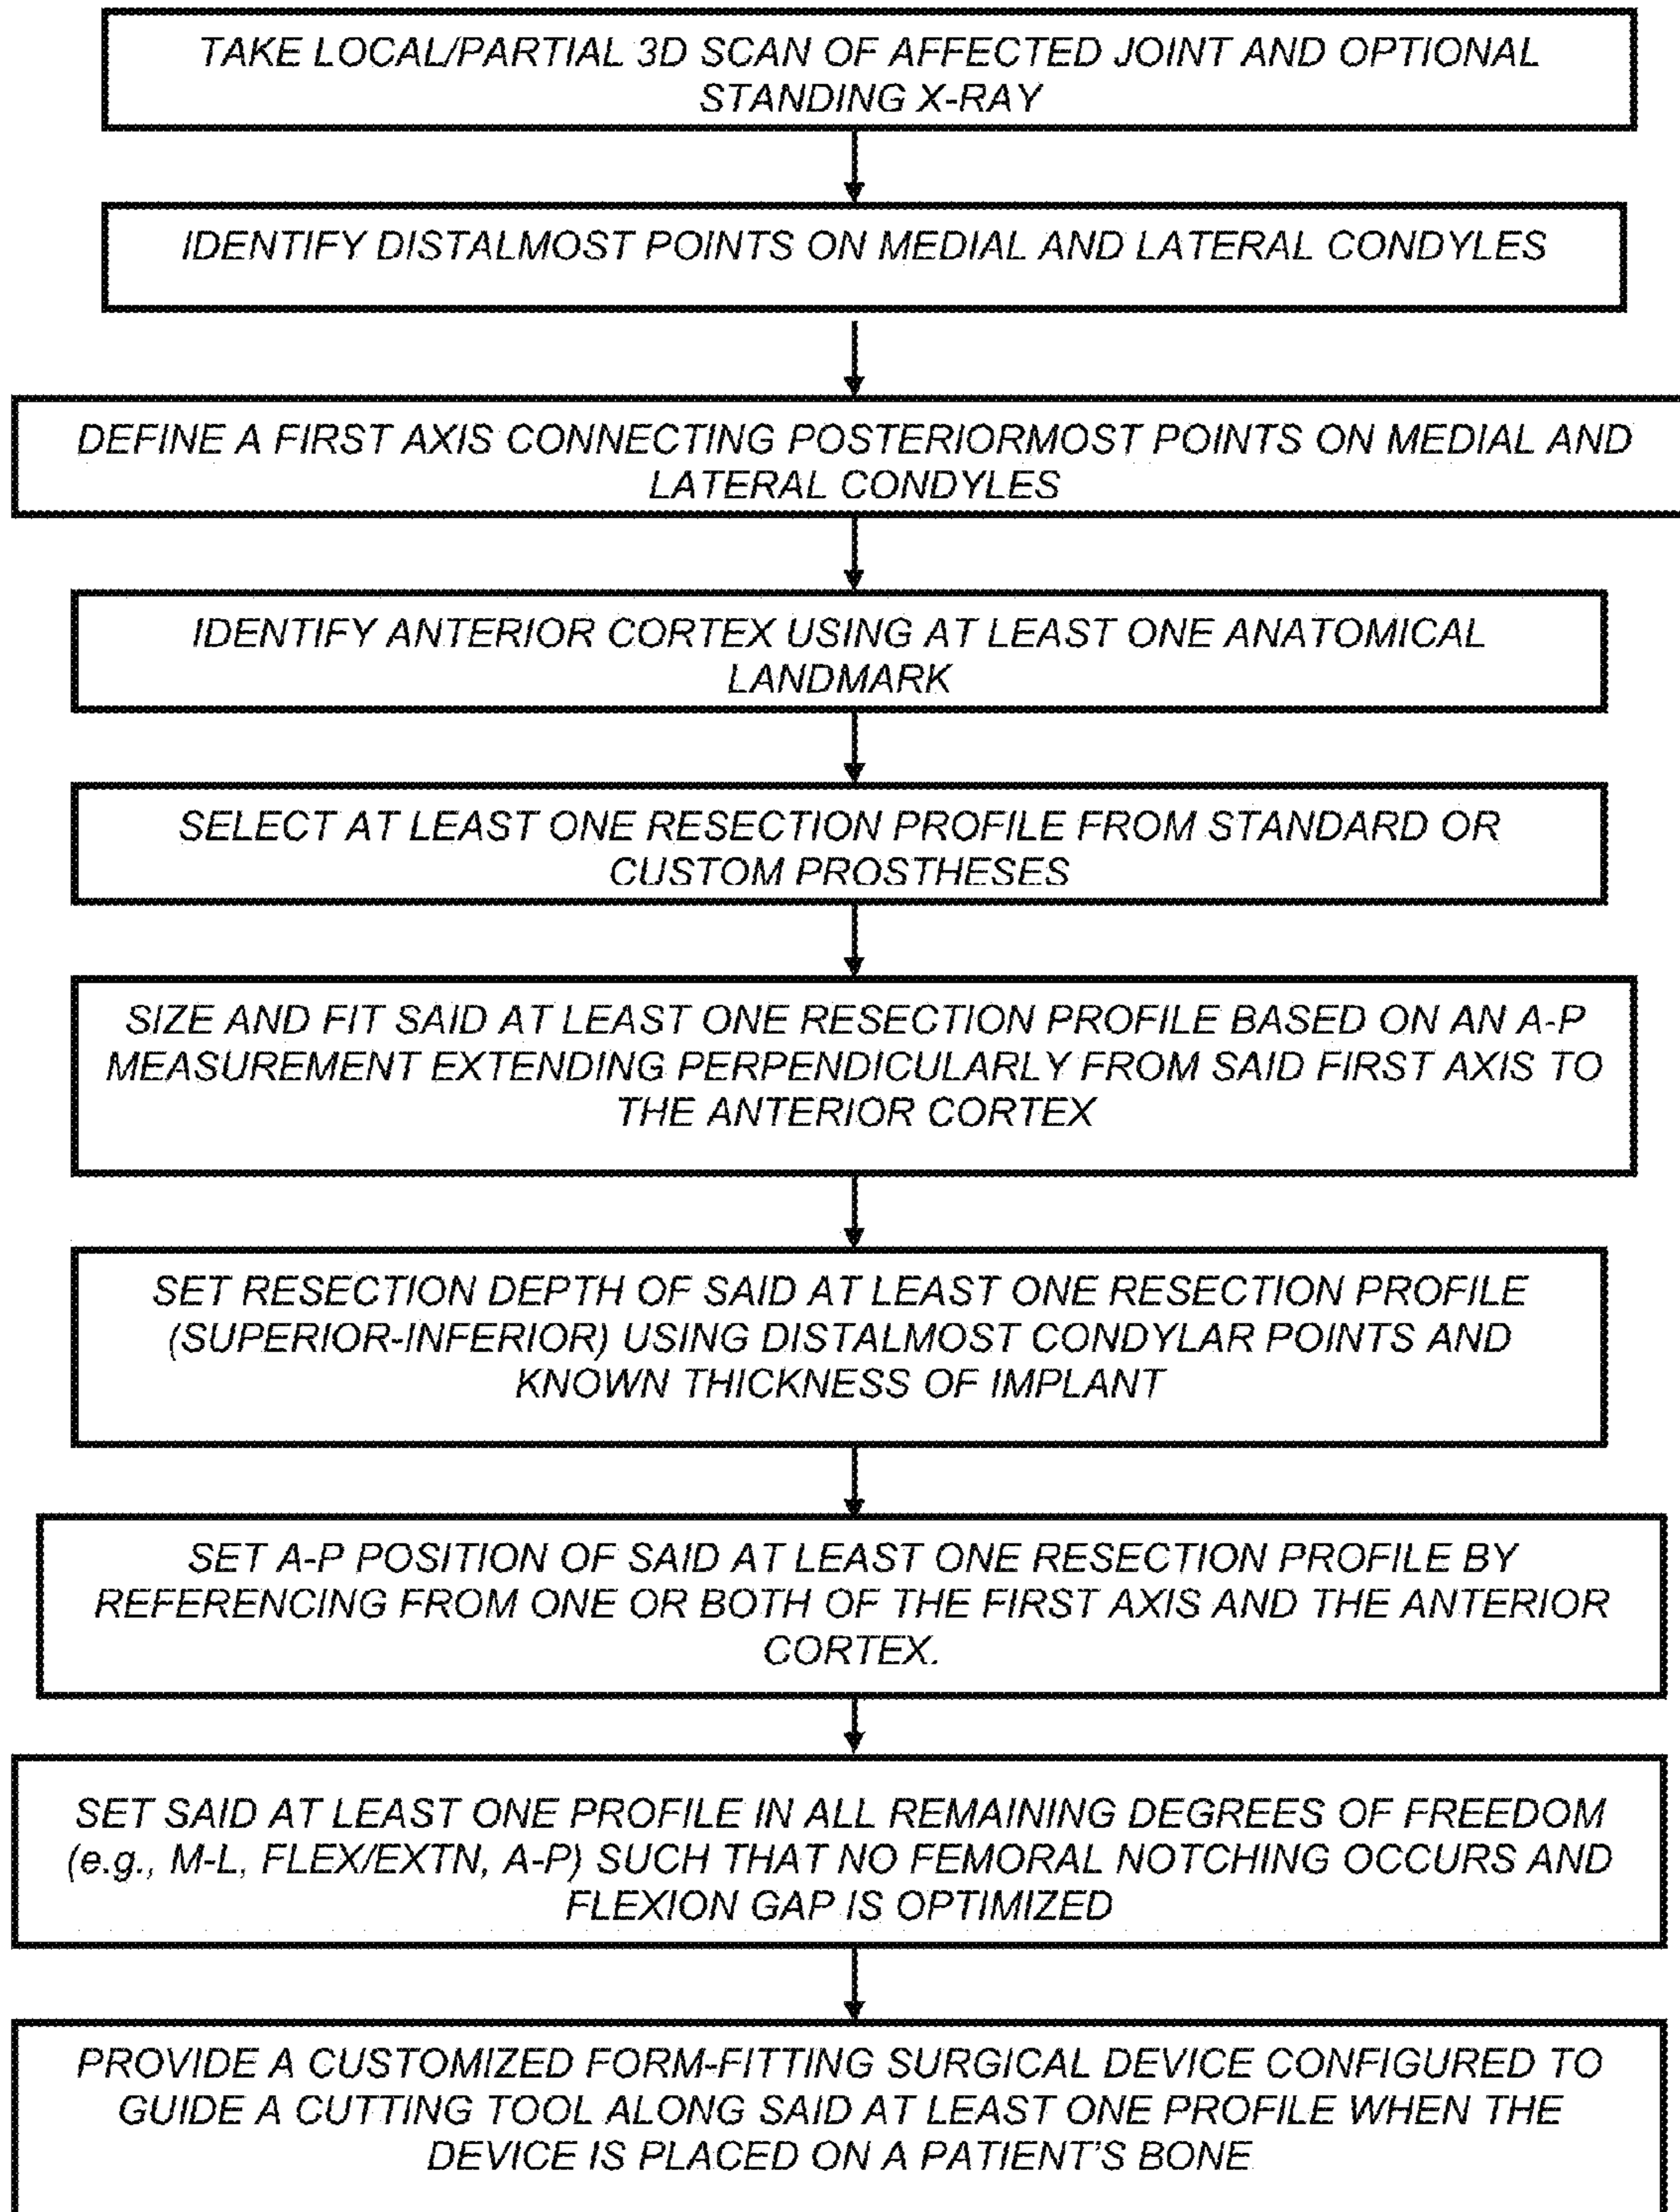 TAKE LOCAL/PARTIAL 3D SCAN OF AFFECTED JOINT AND OPTIONAL
STANDING X-RAY
IDENTIFY DISTALMOST POINTS ON MEDIAL AND LATERAL CONDYLES
DEFINE A FIRST AXIS CONNECTING POSTERIORMOST POINTS ON MEDIAL AND
LATERAL CONDYLES
IDENTIFY ANTERIOR CORTEX USING AT LEAST ONE ANATOMICAL
LANDMARK
SELECT AT LEAST ONE RESECTION PROFILE FROM STANDARD OR
CUSTOM PROSTHESES
SIZE AND FIT SAID AT LEAST ONE RESECTION PROFILE BASED ON AN A-P
MEASUREMENT EXTENDING PERPENDICULARLY FROM SAID FIRST AXIS TO
THE ANTERIOR CORTEX
SET RESECTION DEPTH OF SAID AT LEAST ONE RESECTION PROFILE
(SUPERIOR-INFERIOR) USING DISTALMOST CONDYLAR POINTS AND
KNOWN THICKNESS OF IMPLANT
SET A-P POSITION OF SAID AT LEAST ONE RESECTION PROFILE BY
REFERENCING FROM ONE OR BOTH OF THE FIRST AXIS AND THE ANTERIOR
CORTEX.
SET SAID AT LEAST ONE PROFILE IN ALL REMAINING DEGREES OF FREEDOM
(e.g., M-L, FLEX/EXTN, A-P) SUCH THAT NO FEMORAL NOTCHING OCCURS AND
FLEXION GAP IS OPTIMIZED
PROVIDE A CUSTOMIZED FORM-FITTING SURGICAL DEVICE CONFIGURED TO
GUIDE A CUTTING TOOL ALONG SAID AT LEAST ONE PROFILE WHEN THE
DEVICE IS PLACED ON A PATIENT'S BONE